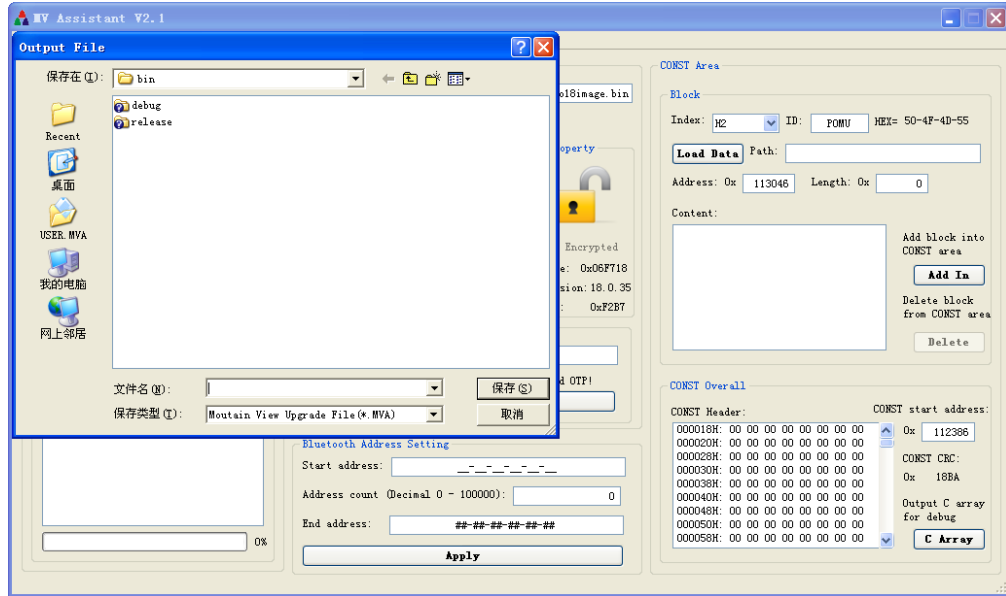 MV Assistant V2.1
Output File
保存在(I):
bin
debug
release
Recent
桌面
USER.MVA
我的电脑
网上邻居
文件名(N):
保存(S)
保存类型(T):
Moutain View Upgrade File(*.MVA)
取消
ol8image.bin
operty
Encrypted
e: 0x06F718
sion: 18.0.35
: 0xF2B7
d OTP!
0%
Bluetooth Address Setting
Start address:
__-__-__-__-__-__
Address count (Decimal 0 - 100000):
0
End address:
##-##-##-##-##-##
Apply
CONST Area
Block
Index:
H2
ID:
POMU
HEX= 50-4F-4D-55
Load Data
Path:
Address: 0x
113046
Length: 0x
0
Content:
Add block into
CONST area
Add In
Delete block
from CONST area
Delete
CONST Overall
CONST Header:
000018H: 00 00 00 00 00 00 00 00
000020H: 00 00 00 00 00 00 00 00
000028H: 00 00 00 00 00 00 00 00
000030H: 00 00 00 00 00 00 00 00
000038H: 00 00 00 00 00 00 00 00
000040H: 00 00 00 00 00 00 00 00
000048H: 00 00 00 00 00 00 00 00
000050H: 00 00 00 00 00 00 00 00
000058H: 00 00 00 00 00 00 00 00
CONST start address:
0x
112386
CONST CRC:
0x 18BA
Output C array
for debug
C Array